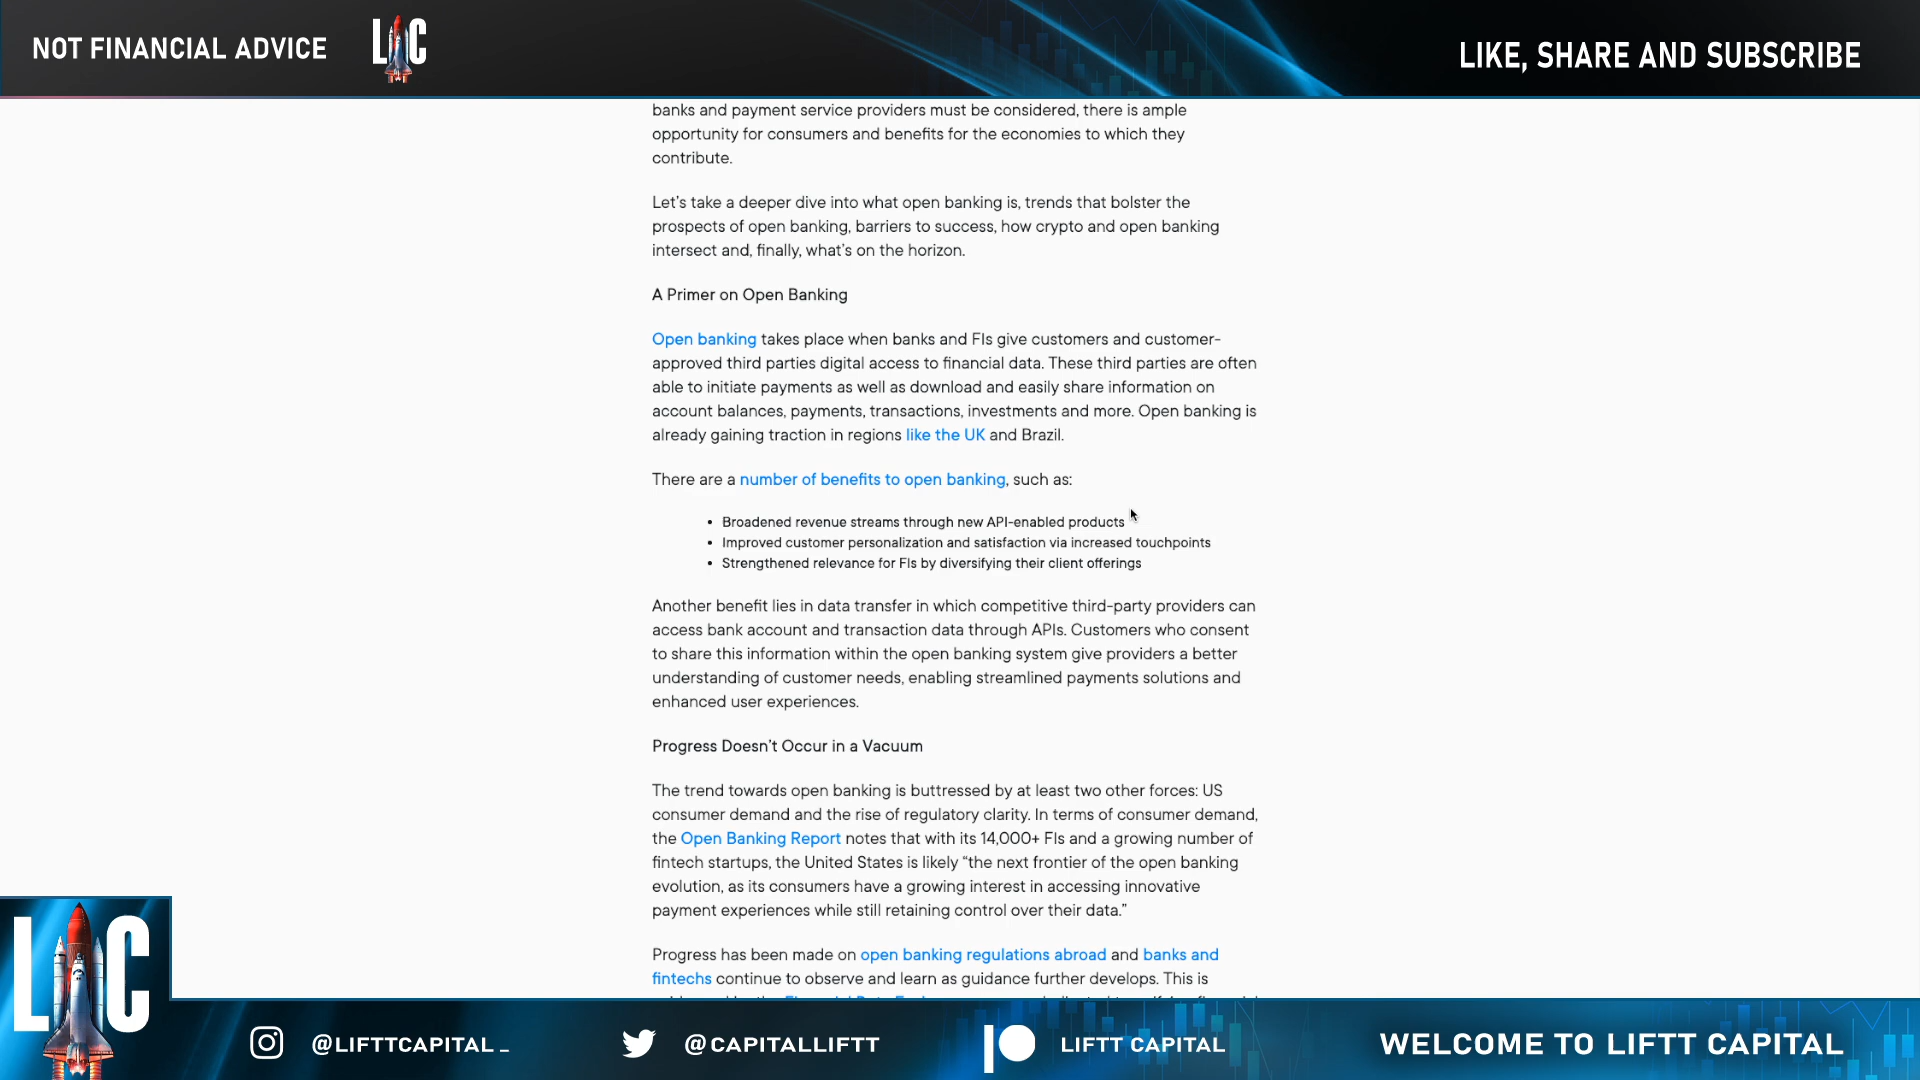 NOT FINANCIAL ADVICE
LC
LIKE, SHARE AND SUBSCRIBE
banks and payment service providers must be considered, there is ample
opportunity for consumers and benefits for the economies to which they
contribute.
Let’s take a deeper dive into what open banking is, trends that bolster the
prospects of open banking, barriers to success, how crypto and open banking
intersect and, finally, what’s on the horizon.
A Primer on Open Banking
Open banking takes place when banks and FIs give customers and customer-
approved third parties digital access to financial data. These third parties are often
able to initiate payments as well as download and easily share information on
account balances, payments, transactions, investments and more. Open banking is
already gaining traction in regions like the UK and Brazil.
There are a number of benefits to open banking, such as:
• Broadened revenue streams through new API-enabled products
• Improved customer personalization and satisfaction via increased touchpoints
• Strengthened relevance for FIs by diversifying their client offerings
Another benefit lies in data transfer in which competitive third-party providers can
access bank account and transaction data through APIs. Customers who consent
to share this information within the open banking system give providers a better
understanding of customer needs, enabling streamlined payments solutions and
enhanced user experiences.
Progress Doesn’t Occur in a Vacuum
The trend towards open banking is buttressed by at least two other forces: US
consumer demand and the rise of regulatory clarity. In terms of consumer demand,
the Open Banking Report notes that with its 14,000+ FIs and a growing number of
fintech startups, the United States is likely “the next frontier of the open banking
evolution, as its consumers have a growing interest in accessing innovative
payment experiences while still retaining control over their data.”
Progress has been made on open banking regulations abroad and banks and
fintechs continue to observe and learn as guidance further develops. This is
LC
@LIFTTCAPITAL_
@CAPITALLIFTT
LIFTT CAPITAL
WELCOME TO LIFTT CAPITAL